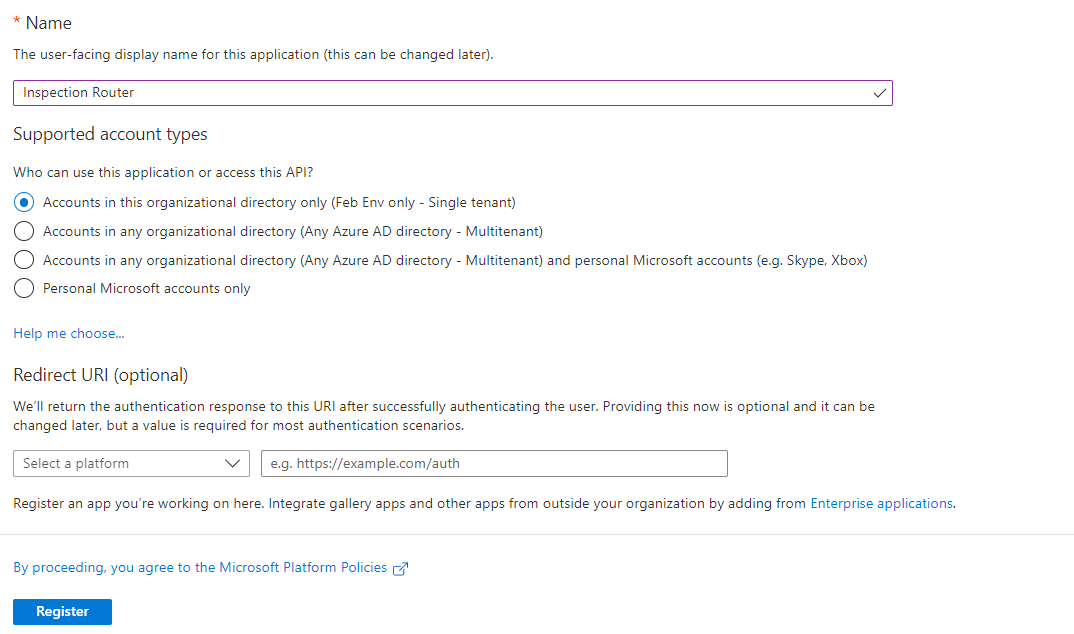 * Name
The user-facing display name for this application (this can be changed later).
Inspection Router
Supported account types
Who can use this application or access this API?
Accounts in this organizational directory only (Feb Env only - Single tenant)
Accounts in any organizational directory (Any Azure AD directory - Multitenant)
Accounts in any organizational directory (Any Azure AD directory - Multitenant) and personal Microsoft accounts (e.g. Skype, Xbox)
Personal Microsoft accounts only
Help me choose...
Redirect URI (optional)
We'll return the authentication response to this URI after successfully authenticating the user. Providing this now is optional and it can be
changed later, but a value is required for most authentication scenarios.
Select a platform
e.g. https://example.com/auth
Register an app you're working on here. Integrate gallery apps and other apps from outside your organization by adding from Enterprise applications.
By proceeding, you agree to the Microsoft Platform Policies
Register